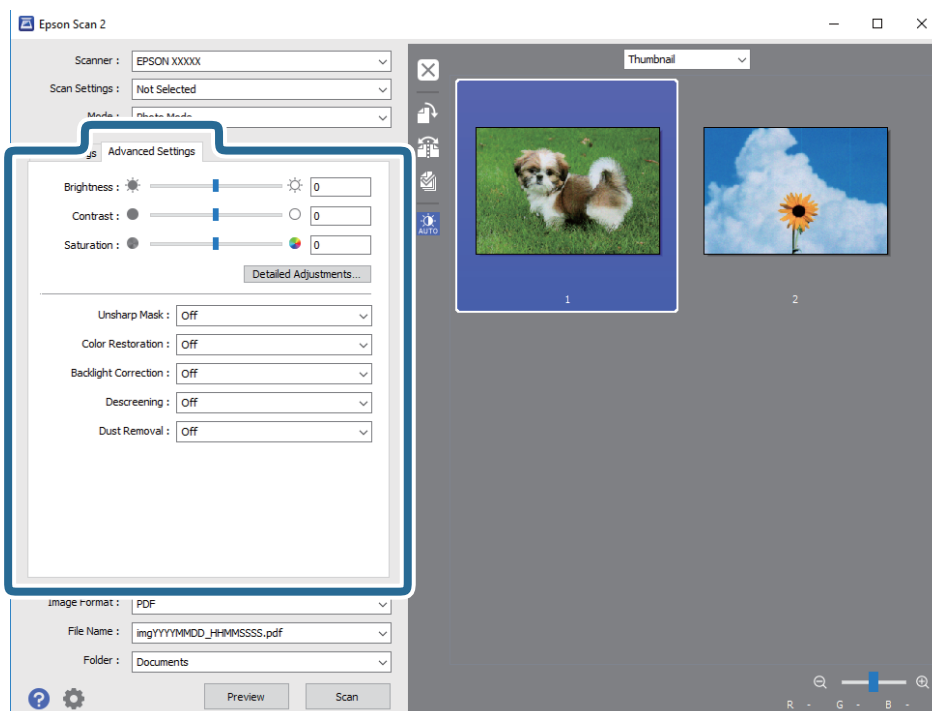 Epson Scan 2
Scanner : EPSON XXXXX
Scan Settings : Not Selected
Thumbnail
gs Advanced Settings
Brightness : 0
Contrast : 0
Saturation : 0
Detailed Adjustments...
Unsharp Mask : Off
Color Restoration : Off
Backlight Correction : Off
Descreening : Off
Dust Removal : Off
AUTO
1
2
Image Format : PDF
File Name : imgYYYYMMDD_HHMMSSSS.pdf
Folder : Documents
Preview Scan
R - G - B -